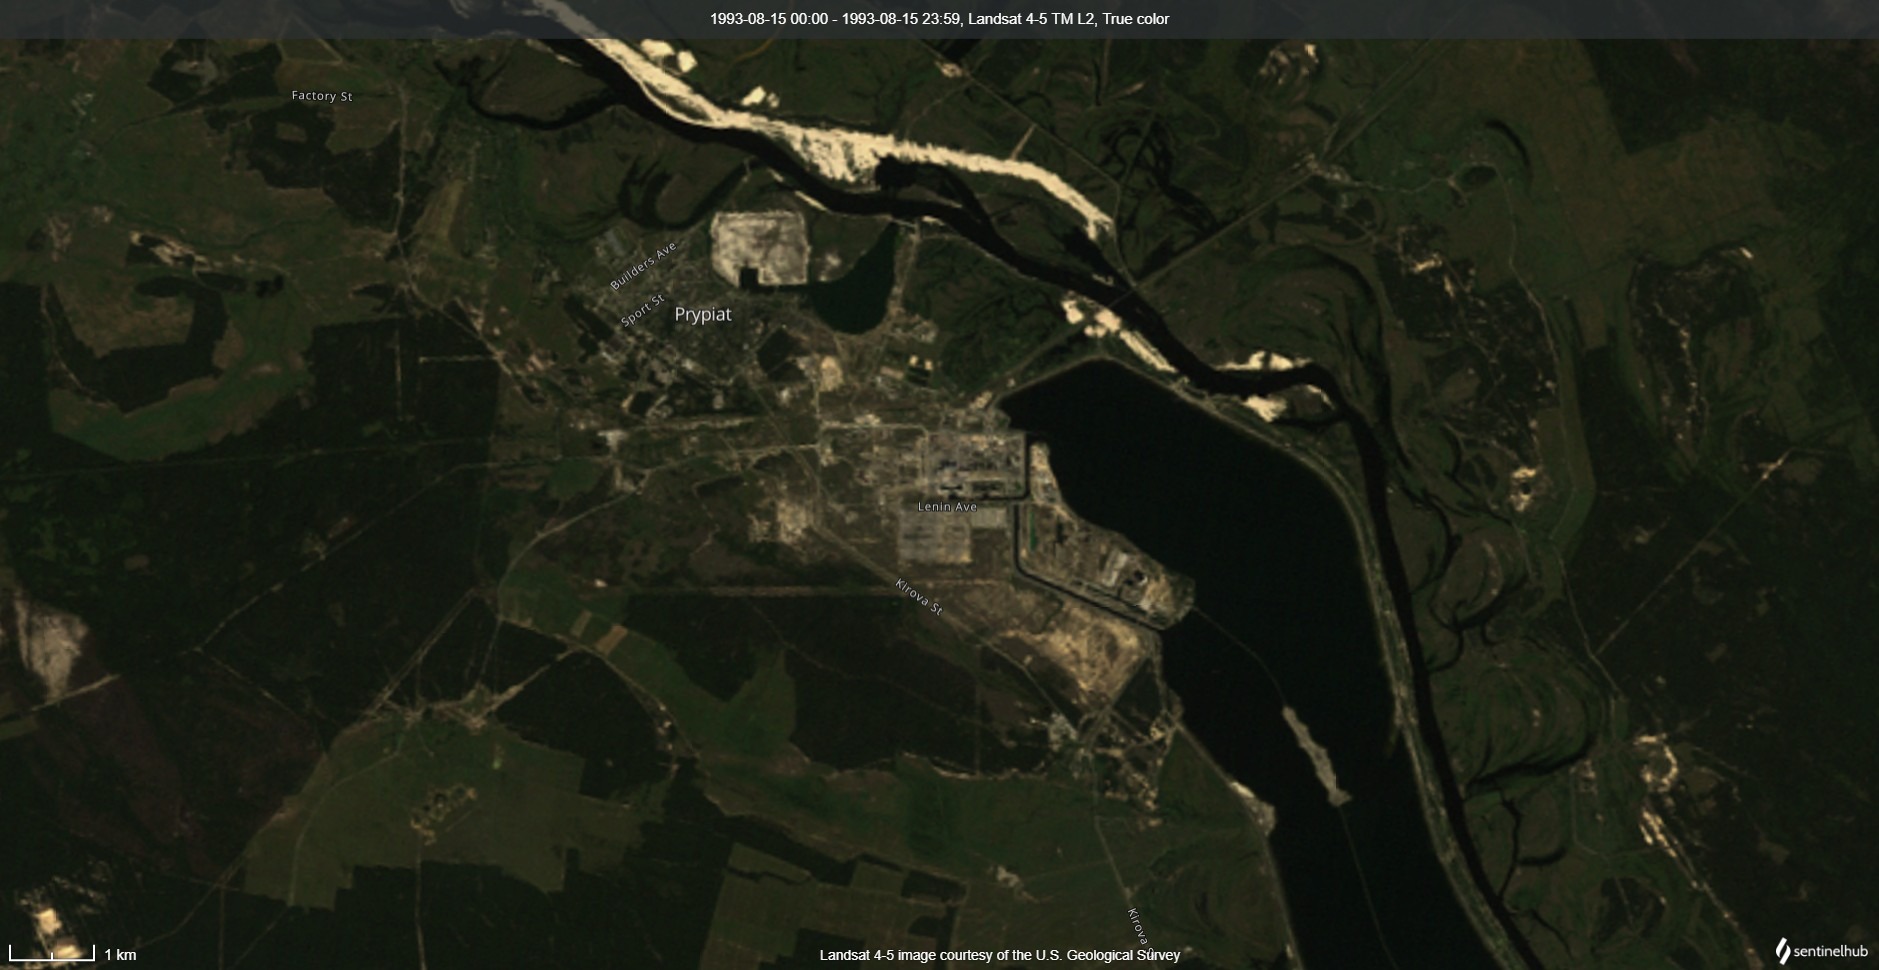 1993-08-15 00:00 - 1993-08-15 23:59, Landsat 4-5 TM L2, True color
Factory St
Builders Ave
Sport St
Prypiat
Lenin Ave
Kirova St
Kirova S
1 km
Landsat 4-5 image courtesy of the U.S. Geological Survey
sentinelhub